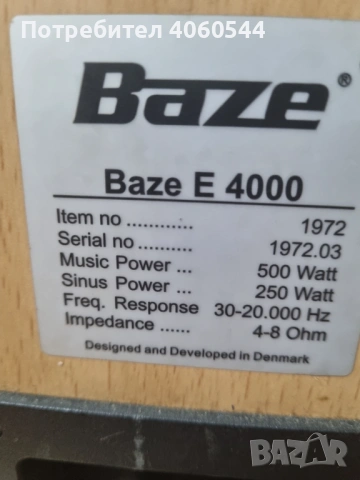 Потребител 4060544
Baze®
Baze E 4000
Item no ............ 1972
Serial no ........... 1972.03
Music Power ... 500 Watt
Sinus Power ... 250 Watt
Freq. Response 30-20.000 Hz
Impedance ...... 4-8 Ohm
Designed and Developed in Denmark
BAZAR